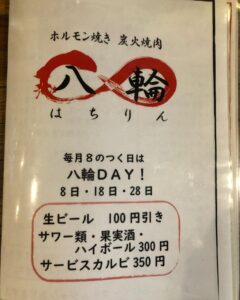 ホルモン焼き 炭火焼肉
八輪
はちりん
毎月8のつく日は
八輪DAY!
8日・18日・28日
生ビール 100円引き
サワー類・果実酒・
ハイボール300円
サービスカルビ350円